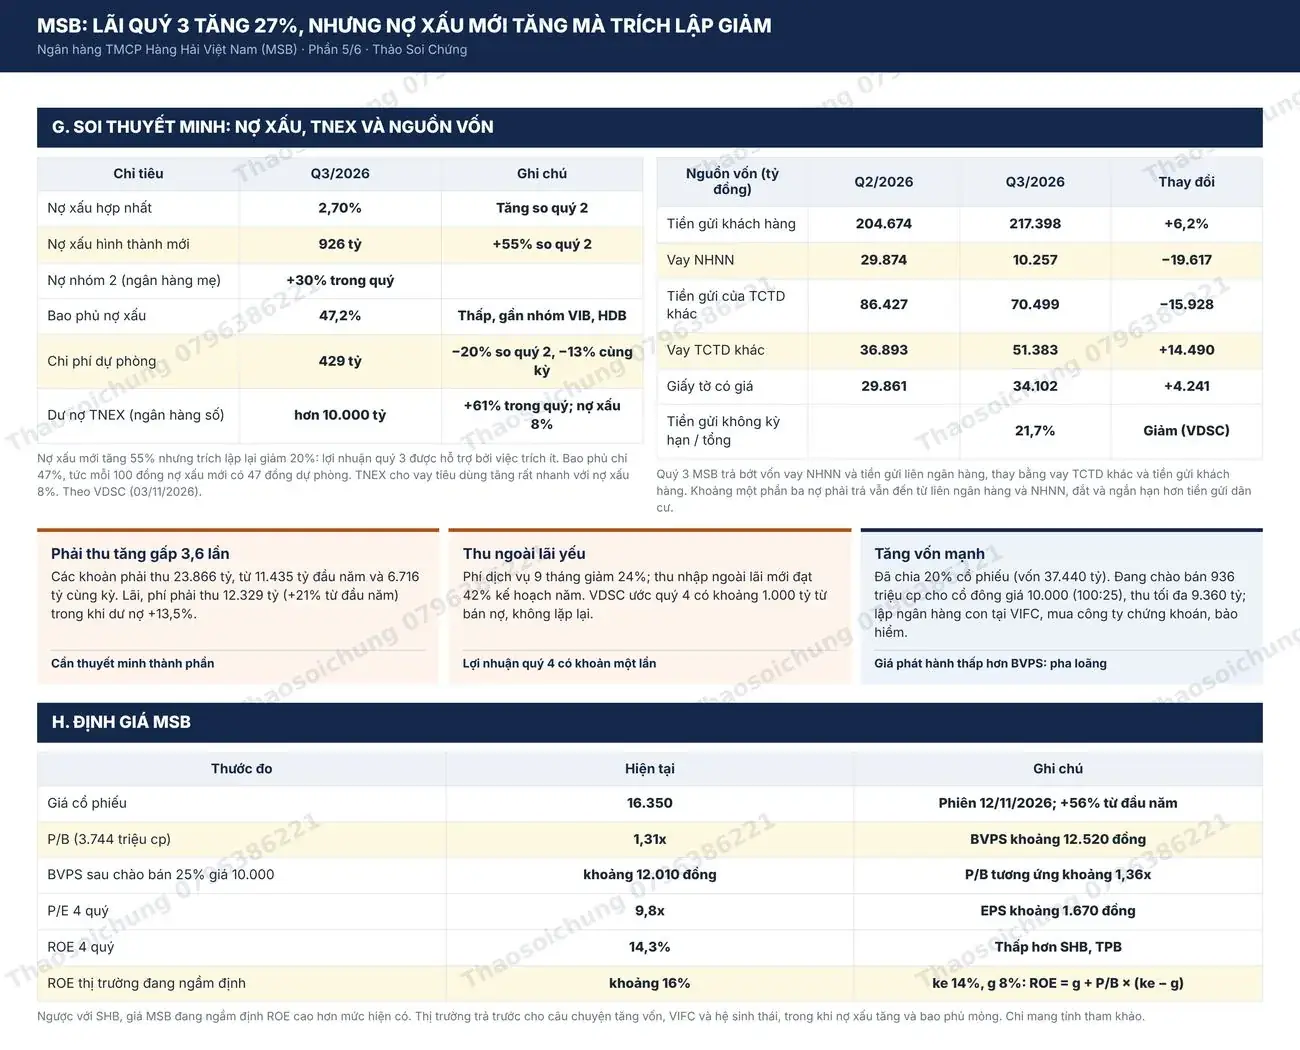 MSB: LÃI QUÝ 3 TĂNG 27%, NHƯNG NỢ XẤU MỚI TĂNG MÀ TRÍCH LẬP GIẢM
Ngân hàng TMCP Hàng Hải Việt Nam (MSB) · Phần 5/6 · Thảo Soi Chứng
G. SOI THUYẾT MINH: NỢ XẤU, TNEX VÀ NGUỒN VỐN
Chỉ tiêu Q3/2026 Ghi chú
Nợ xấu hợp nhất 2,70% Tăng so quý 2
Nợ xấu hình thành mới 926 tỷ +55% so quý 2
Nợ nhóm 2 (ngân hàng mẹ) +30% trong quý
Bao phủ nợ xấu 47,2% Thấp, gần nhóm VIB, HDB
Chi phí dự phòng 429 tỷ −20% so quý 2, −13% cùng
kỳ
Dư nợ TNEX (ngân hàng số) hơn 10.000 tỷ +61% trong quý; nợ xấu
8%
Nợ xấu mới tăng 55% nhưng trích lập lại giảm 20%: lợi nhuận quý 3 được hỗ trợ bởi việc trích ít. Bao phủ chỉ
47%, tức mỗi 100 đồng nợ xấu mới có 47 đồng dự phòng. TNEX cho vay tiêu dùng tăng rất nhanh với nợ xấu
8%. Theo VDSC (03/11/2026).
Nguồn vốn (tỷ
đồng) Q2/2026 Q3/2026 Thay đổi
Tiền gửi khách hàng 204.674 217.398 +6,2%
Vay NHNN 29.874 10.257 −19.617
Tiền gửi của TCTD
khác 86.427 70.499 −15.928
Vay TCTD khác 36.893 51.383 +14.490
Giấy tờ có giá 29.861 34.102 +4.241
Tiền gửi không kỳ
hạn / tổng 21,7% Giảm (VDSC)
Quý 3 MSB trả bớt vốn vay NHNN và tiền gửi liên ngân hàng, thay bằng vay TCTD khác và tiền gửi khách
hàng. Khoảng một phần ba nợ phải trả vẫn đến từ liên ngân hàng và NHNN, đắt và ngắn hạn hơn tiền gửi dân
cư.
Phải thu tăng gấp 3,6 lần
Các khoản phải thu 23.866 tỷ, từ 11.435 tỷ đầu năm và 6.716
tỷ cùng kỳ. Lãi, phí phải thu 12.329 tỷ (+21% từ đầu năm)
trong khi dư nợ +13,5%.
Cần thuyết minh thành phần
Thu ngoài lãi yếu
Phí dịch vụ 9 tháng giảm 24%; thu nhập ngoài lãi mới đạt
42% kế hoạch năm. VDSC ước quý 4 có khoảng 1.000 tỷ từ
bán nợ, không lặp lại.
Lợi nhuận quý 4 có khoản một lần
Tăng vốn mạnh
Đã chia 20% cổ phiếu (vốn 37.440 tỷ). Đang chào bán 936
triệu cp cho cổ đông giá 10.000 (100:25), thu tối đa 9.360 tỷ;
lập ngân hàng con tại VIFC, mua công ty chứng khoán, bảo
hiểm.
Giá phát hành thấp hơn BVPS: pha loãng
H. ĐỊNH GIÁ MSB
Thước đo Hiện tại Ghi chú
Giá cổ phiếu 16.350 Phiên 12/11/2026; +56% từ đầu năm
P/B (3.744 triệu cp) 1,31x BVPS khoảng 12.520 đồng
BVPS sau chào bán 25% giá 10.000 khoảng 12.010 đồng P/B tương ứng khoảng 1,36x
P/E 4 quý 9,8x EPS khoảng 1.670 đồng
ROE 4 quý 14,3% Thấp hơn SHB, TPB
ROE thị trường đang ngầm định khoảng 16% ke 14%, g 8%: ROE = g + P/B × (ke − g)
Ngược với SHB, giá MSB đang ngầm định ROE cao hơn mức hiện có. Thị trường trả trước cho câu chuyện tăng vốn, VIFC và hệ sinh thái, trong khi nợ xấu tăng và bao phủ mỏng. Chỉ mang tính tham khảo.
Thaosoichung 0796386221